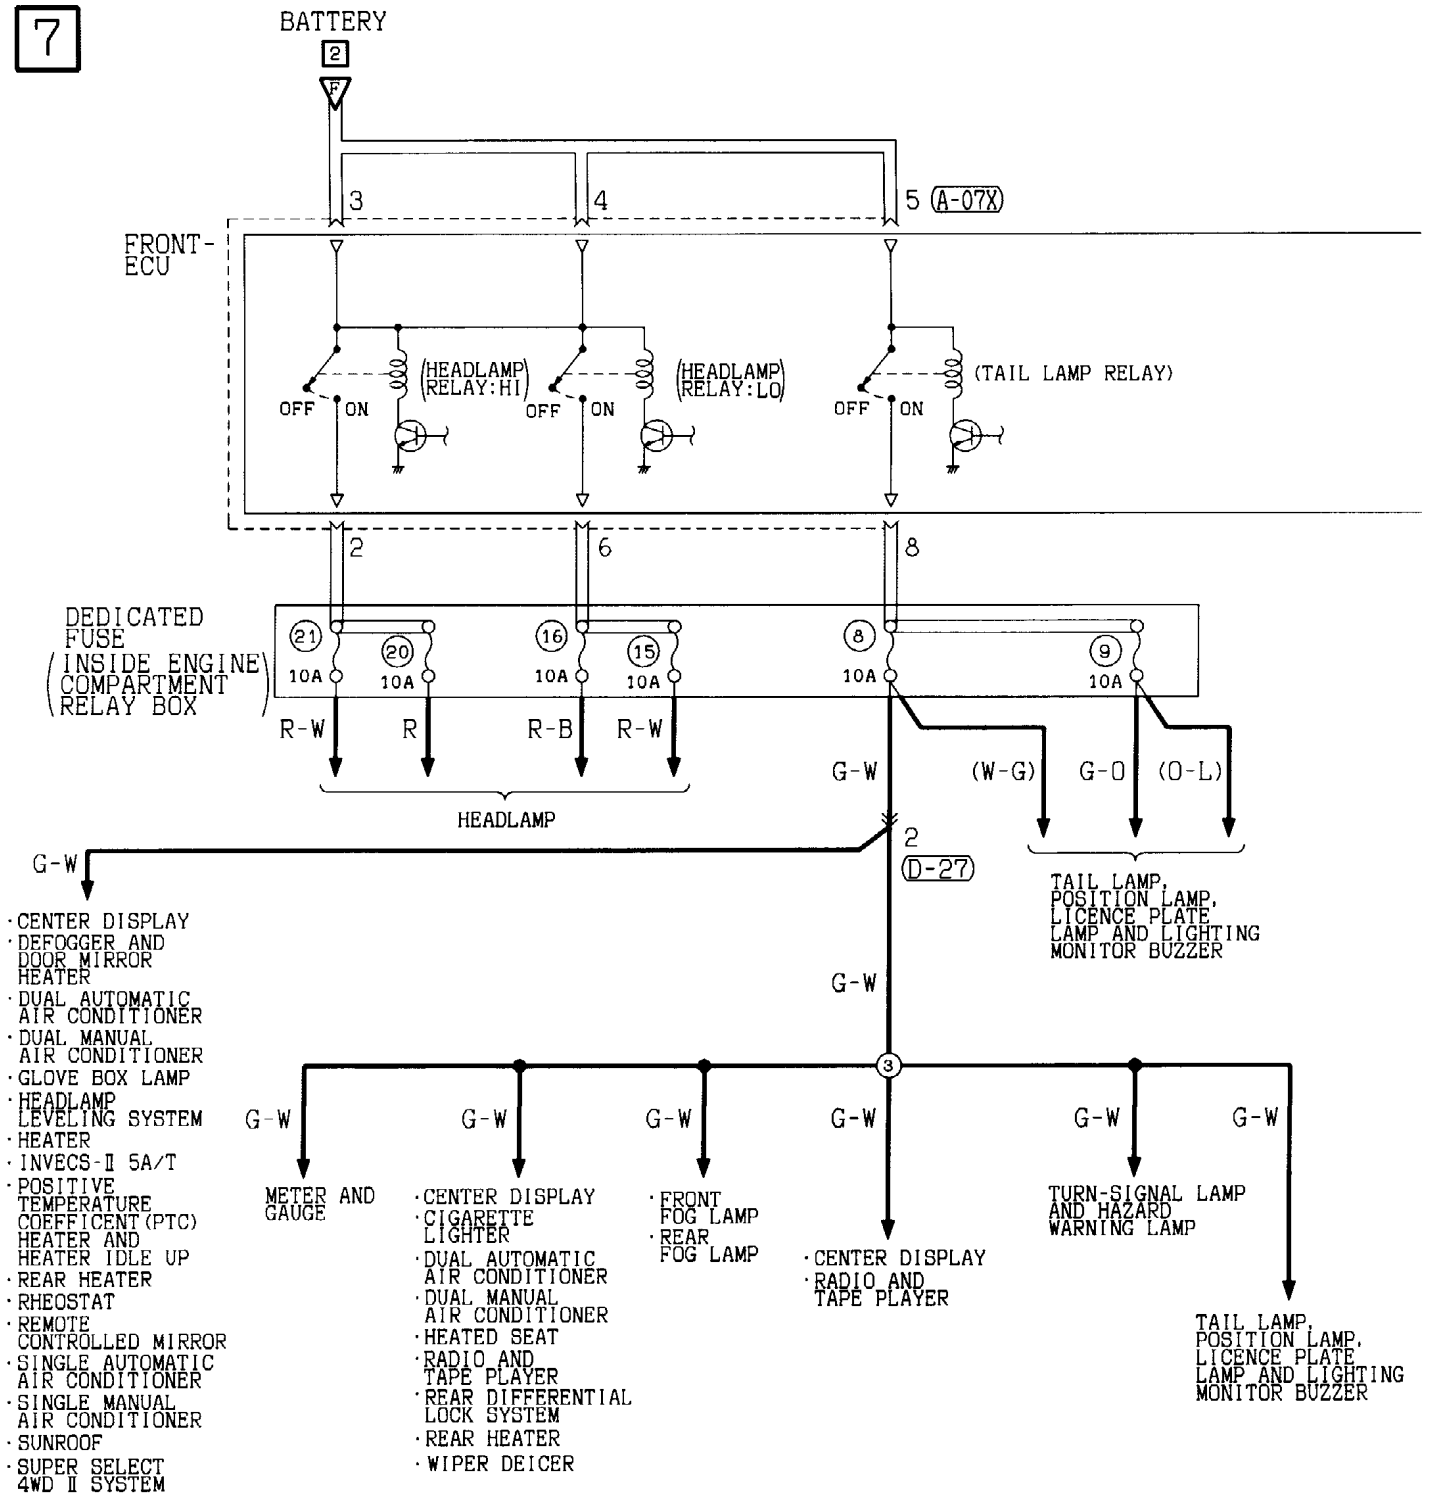 7
BATTERY
2
F
3
4
5 (A-07X)
FRONT-
ECU
(HEADLAMP
RELAY:HI)
(HEADLAMP
RELAY:LO)
(TAIL LAMP RELAY)
OFF ON
OFF ON
OFF ON
2
6
8
DEDICATED
FUSE
(INSIDE ENGINE
COMPARTMENT
RELAY BOX)
21
10A
20
10A
16
10A
15
10A
8
10A
9
10A
R-W
R
R-B
R-W
HEADLAMP
G-W
(W-G)
G-O
(O-L)
2
D-27
TAIL LAMP,
POSITION LAMP,
LICENCE PLATE
LAMP AND LIGHTING
MONITOR BUZZER
G-W
·CENTER DISPLAY
·DEFOGGER AND
DOOR MIRROR
HEATER
·DUAL AUTOMATIC
AIR CONDITIONER
·DUAL MANUAL
AIR CONDITIONER
·GLOVE BOX LAMP
·HEADLAMP
LEVELING SYSTEM
·HEATER
·INVECS-Ⅱ 5A/T
·POSITIVE
TEMPERATURE
COEFFICENT(PTC)
HEATER AND
HEATER IDLE UP
·REAR HEATER
·RHEOSTAT
·REMOTE
CONTROLLED MIRROR
·SINGLE AUTOMATIC
AIR CONDITIONER
·SINGLE MANUAL
AIR CONDITIONER
·SUNROOF
·SUPER SELECT
4WD Ⅱ SYSTEM
G-W
3
G-W
METER AND
GAUGE
G-W
·CENTER DISPLAY
·CIGARETTE
LIGHTER
·DUAL AUTOMATIC
AIR CONDITIONER
·DUAL MANUAL
AIR CONDITIONER
·HEATED SEAT
·RADIO AND
TAPE PLAYER
·REAR DIFFERENTIAL
LOCK SYSTEM
·REAR HEATER
·WIPER DEICER
G-W
·FRONT
FOG LAMP
·REAR
FOG LAMP
G-W
·CENTER DISPLAY
·RADIO AND
TAPE PLAYER
G-W
TURN-SIGNAL LAMP
AND HAZARD
WARNING LAMP
G-W
TAIL LAMP,
POSITION LAMP,
LICENCE PLATE
LAMP AND LIGHTING
MONITOR BUZZER